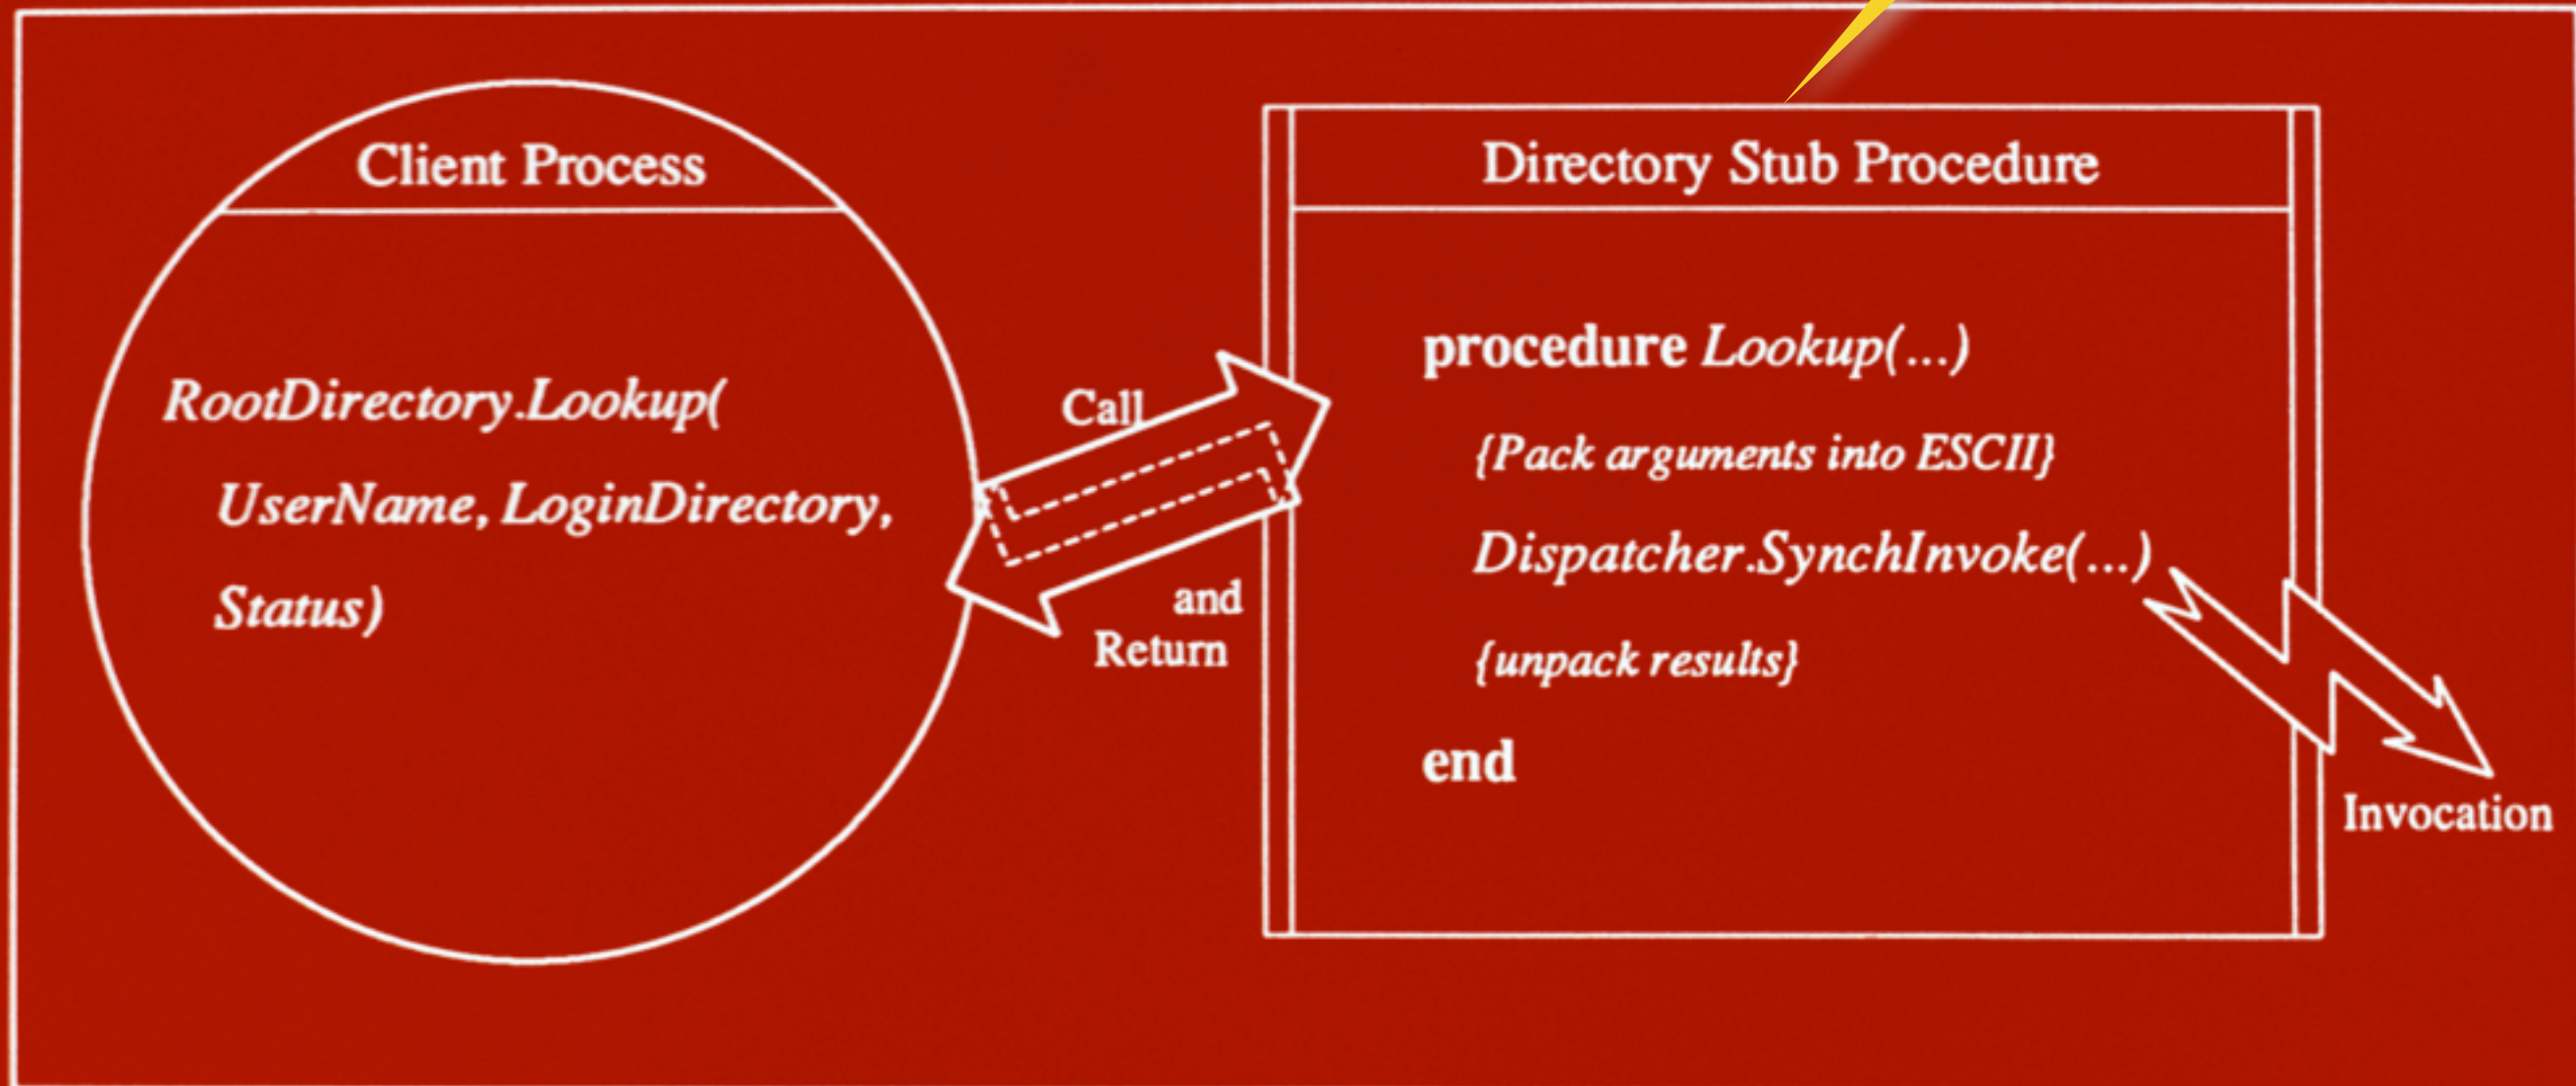 Client Process
RootDirectory.Lookup(
UserName, LoginDirectory,
Status)
Call
and
Return
Directory Stub Procedure
procedure Lookup(...)
{Pack arguments into ESCII}
Dispatcher.SynchInvoke(...)
{unpack results}
end
Invocation